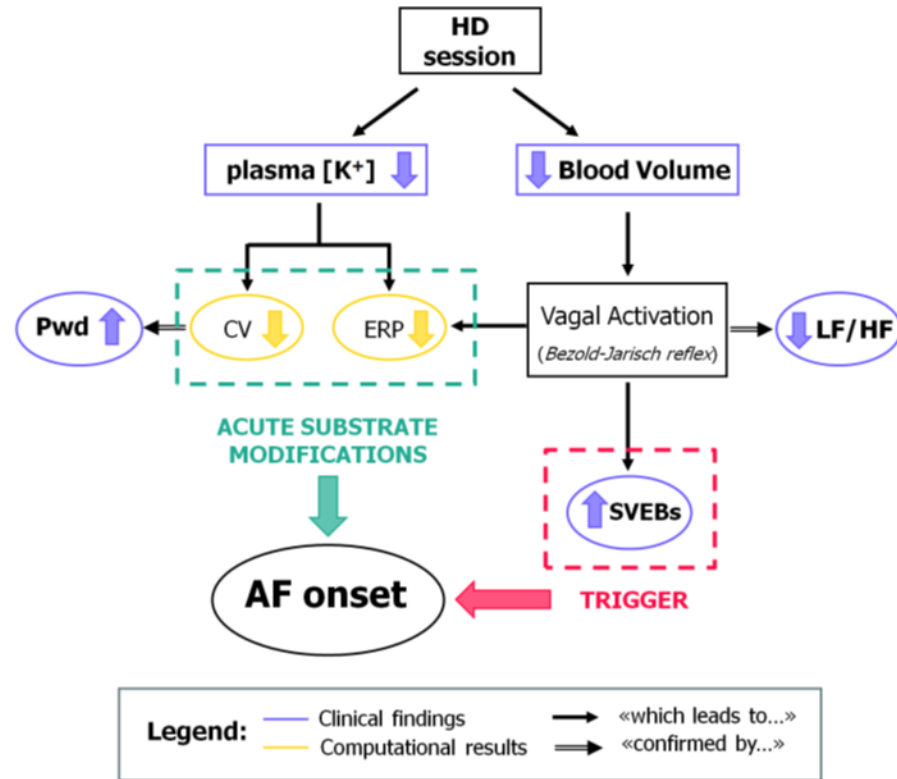 HD
session
plasma [K⁺]
Blood Volume
Pwd
CV
ERP
Vagal Activation
(Bezold-Jarisch reflex)
LF/HF
ACUTE SUBSTRATE
MODIFICATIONS
SVEBs
AF onset
TRIGGER
Legend:
Clinical findings
«which leads to...»
Computational results
«confirmed by...»